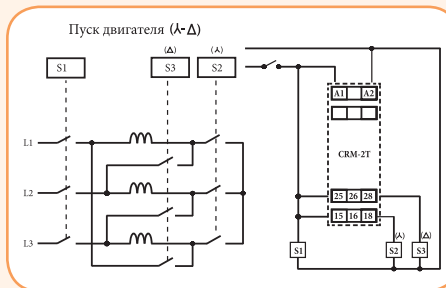 Пуск двигателя (⅄-Δ)
(Δ) (⅄)
S1 S3 S2
A1 A2
L1
CRM-2T
L2
25 26 28
15 16 18
L3
(⅄) (Δ)
S1 S2 S3